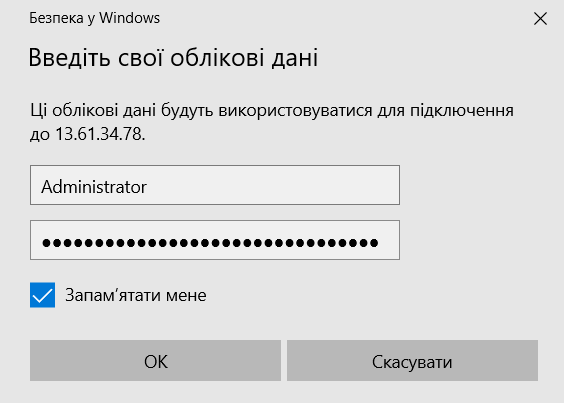 Безпека у Windows
Введіть свої облікові дані
Ці облікові дані будуть використовуватися для підключення
до 13.61.34.78.
Administrator
●●●●●●●●●●●●●●●●●●●●●●●●●●●●●●●●
Запам’ятати мене
ОК
Скасувати